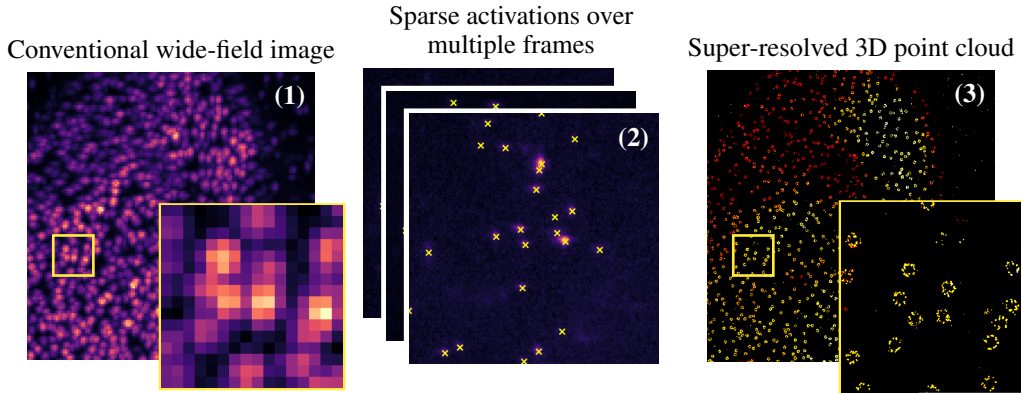 Conventional wide-field image
Sparse activations over
multiple frames
Super-resolved 3D point cloud
(1)
(2)
(3)